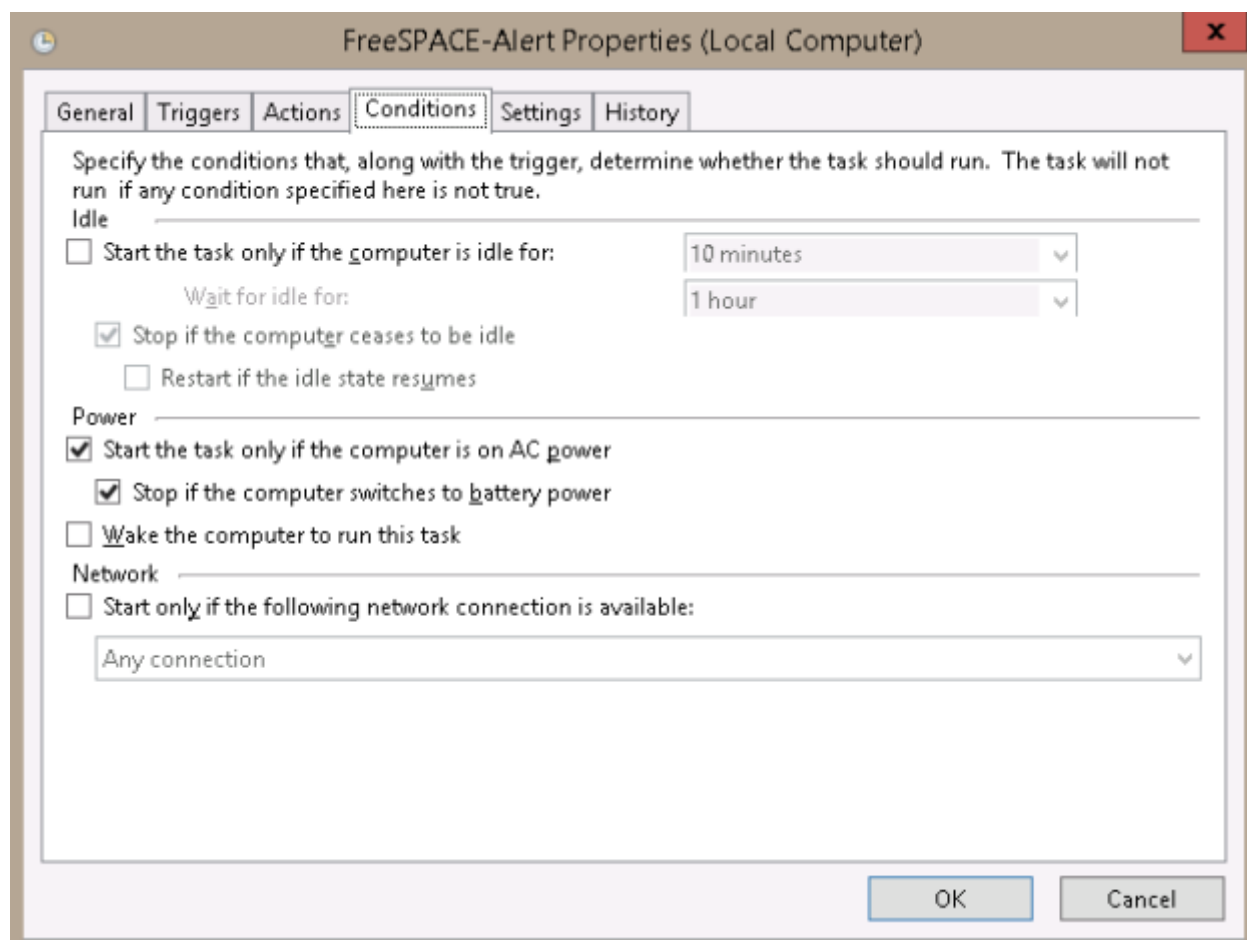 FreeSPACE-Alert Properties (Local Computer)
x
General Triggers Actions Conditions Settings History
Specify the conditions that, along with the trigger, determine whether the task should run. The task will not
run if any condition specified here is not true.
Idle
Start the task only if the computer is idle for: 10 minutes
Wait for idle for: 1 hour
Stop if the computer ceases to be idle
Restart if the idle state resumes
Power
Start the task only if the computer is on AC power
Stop if the computer switches to battery power
Wake the computer to run this task
Network
Start only if the following network connection is available:
Any connection
OK Cancel